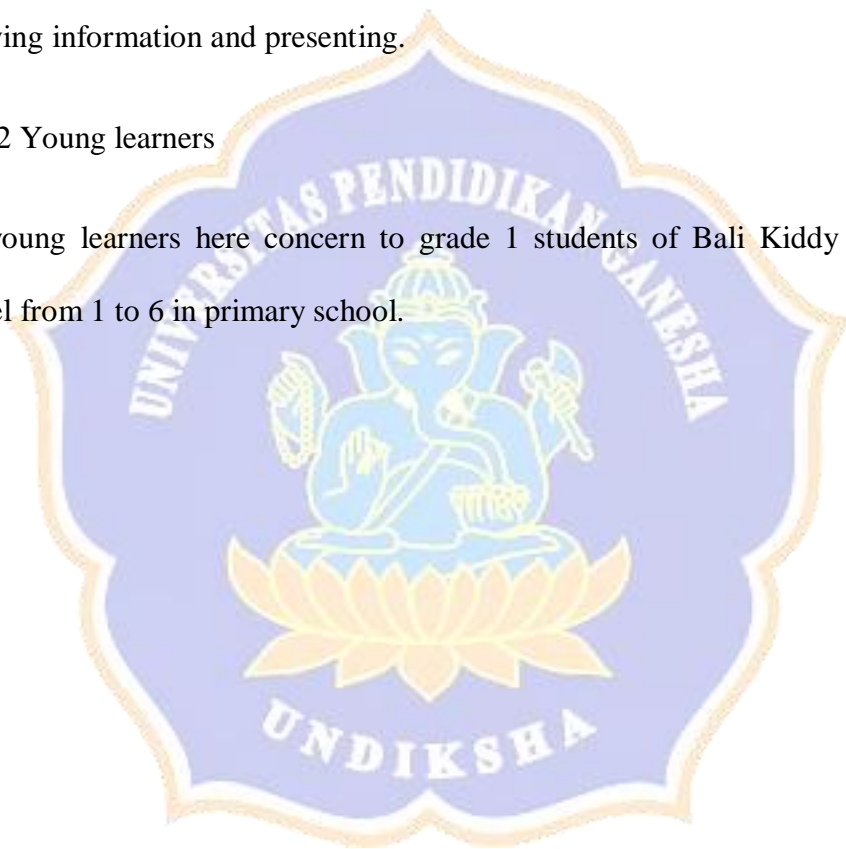 ving information and presenting.
2 Young learners
young learners here concern to grade 1 students of Bali Kiddy
el from 1 to 6 in primary school.
UNIVERSITAS PENDIDIKAN GANESHA
UNDIKSHA